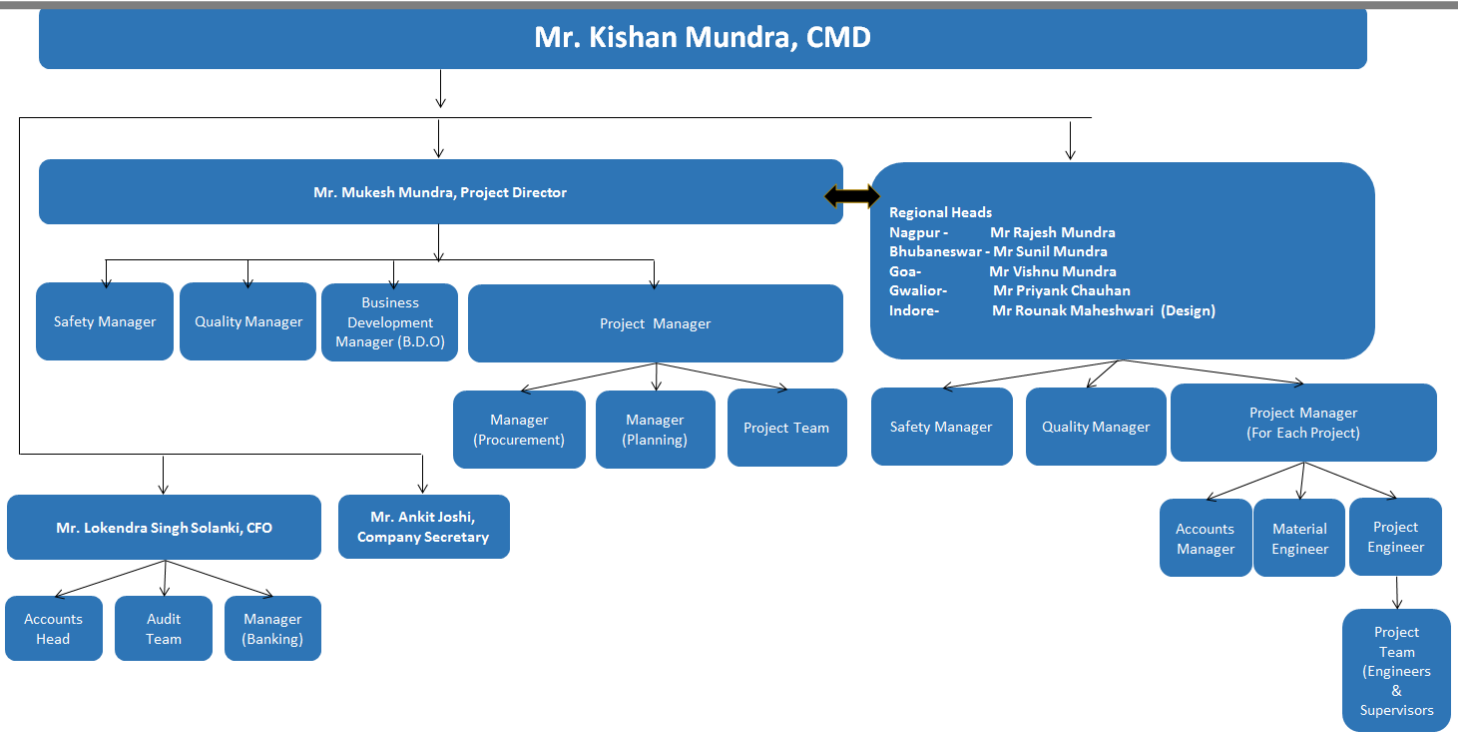 Mr. Kishan Mundra, CMD
Mr. Mukesh Mundra, Project Director
Regional Heads
Nagpur - Mr Rajesh Mundra
Bhubaneswar - Mr Sunil Mundra
Goa- Mr Vishnu Mundra
Gwalior- Mr Priyank Chauhan
Indore- Mr Rounak Maheshwari (Design)
Safety Manager
Quality Manager
Business
Development
Manager (B.D.O)
Project Manager
Manager
(Procurement)
Manager
(Planning)
Project Team
Safety Manager
Quality Manager
Project Manager
(For Each Project)
Mr. Lokendra Singh Solanki, CFO
Mr. Ankit Joshi,
Company Secretary
Accounts
Manager
Material
Engineer
Project
Engineer
Accounts
Head
Audit
Team
Manager
(Banking)
Project
Team
(Engineers
&
Supervisors